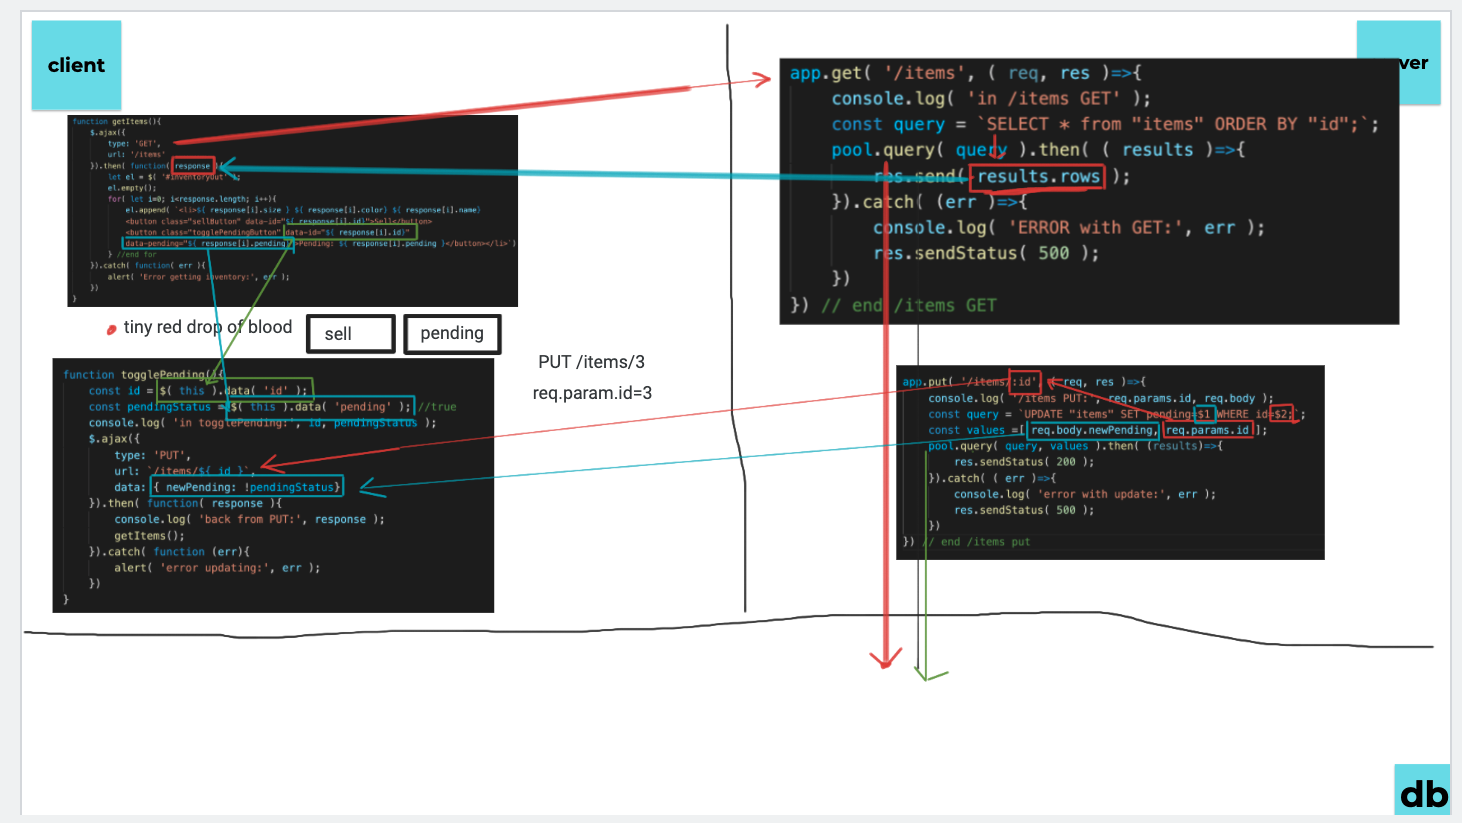 client
function getItems(){
$.ajax({
type: 'GET',
url: '/items'
}).then( function( response ){
let el = $( '#inventoryOut' );
el.empty();
for( let i=0; i<response.length; i++){
el.append( `<li>${ response[i].size } ${ response[i].color} ${ response[i].name}
<button class="sellButton" data-id="${ response[i].id}">Sell</button>
<button class="togglePendingButton" data-id="${ response[i].id}"
data-pending="${ response[i].pending }">Pending: ${ response[i].pending }</button></li>`)
} //end for
}).catch( function( err ){
alert( 'Error getting inventory:', err );
})
}
tiny red drop of blood
sell
pending
function togglePending(){
const id = $( this ).data( 'id' );
const pendingStatus = $( this ).data( 'pending' ); //true
console.log( 'in togglePending:', id, pendingStatus );
$.ajax({
type: 'PUT',
url: `/items/${ id }`,
data: { newPending: !pendingStatus}
}).then( function( response ){
console.log( 'back from PUT:', response );
getItems();
}).catch( function (err){
alert( 'error updating:', err );
})
}
PUT /items/3
req.param.id=3
ver
app.get( '/items', ( req, res )=>{
console.log( 'in /items GET' );
const query = `SELECT * from "items" ORDER BY "id";`;
pool.query( query ).then( ( results )=>{
res.send( results.rows );
}).catch( (err )=>{
console.log( 'ERROR with GET:', err );
res.sendStatus( 500 );
})
}) // end /items GET
app.put( '/items/:id', req, res )=>{
console.log( '/items PUT:', req.params.id, req.body );
const query = `UPDATE "items" SET pending=$1 WHERE id=$2;`;
const values =[ req.body.newPending, req.params.id ];
pool.query( query, values ).then( (results)=>{
res.sendStatus( 200 );
}).catch( ( err )=>{
console.log( 'error with update:', err );
res.sendStatus( 500 );
})
}) // end /items put
db